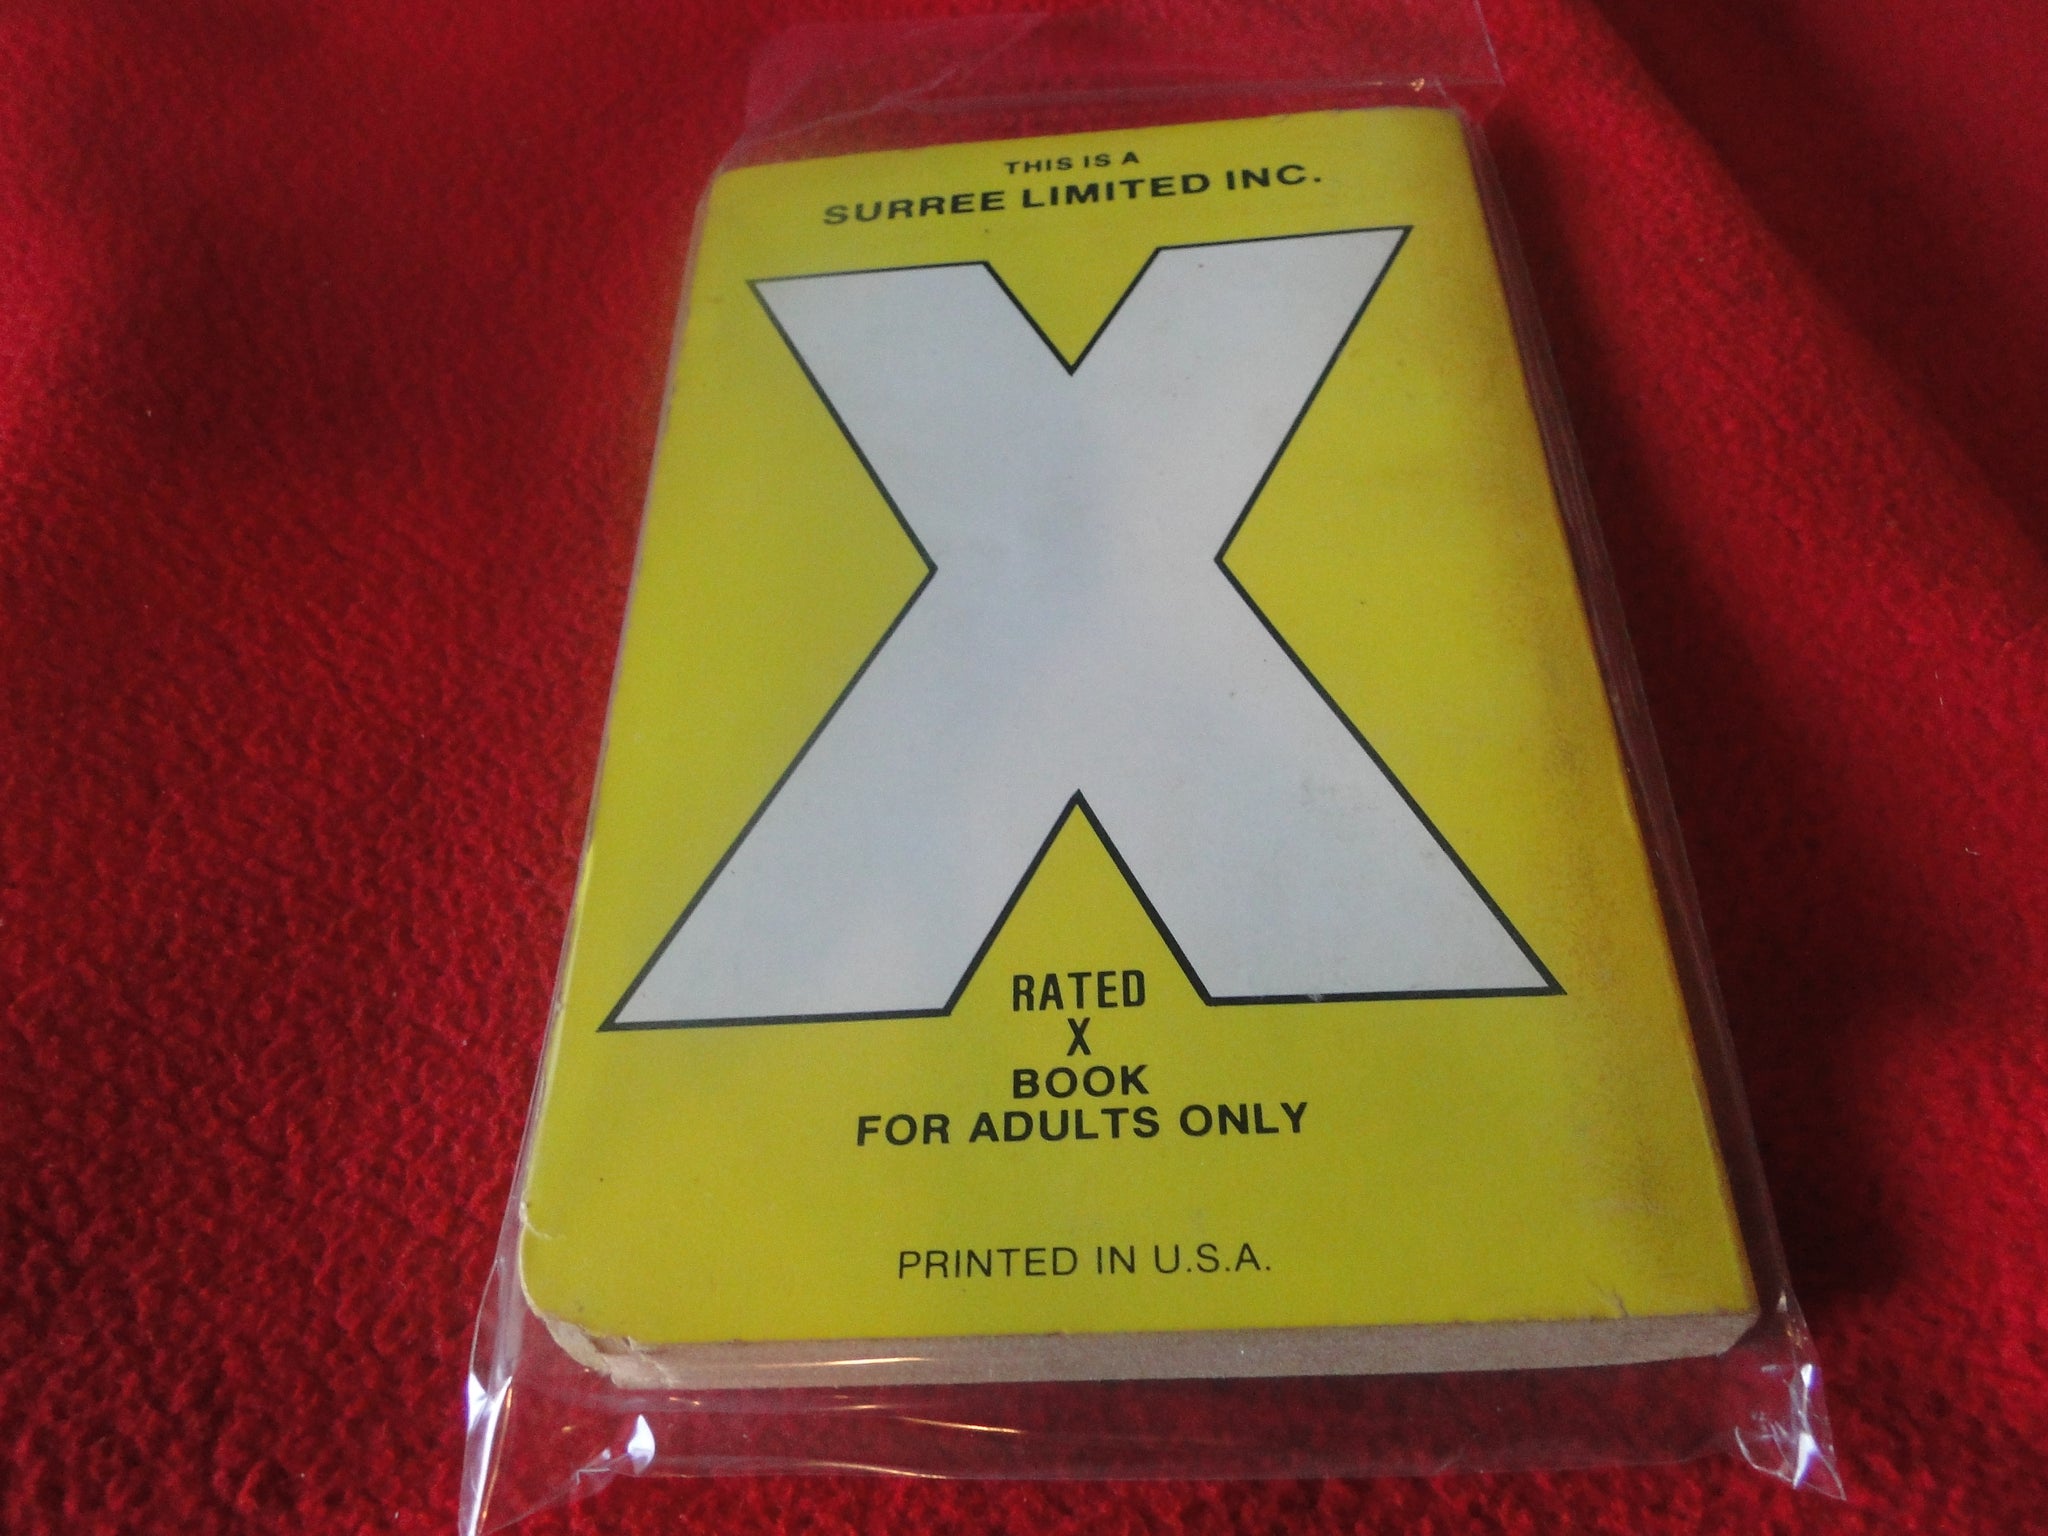 THIS IS A
SURREE LIMITED INC.
X
RATED
X
BOOK
FOR ADULTS ONLY
PRINTED IN U.S.A.